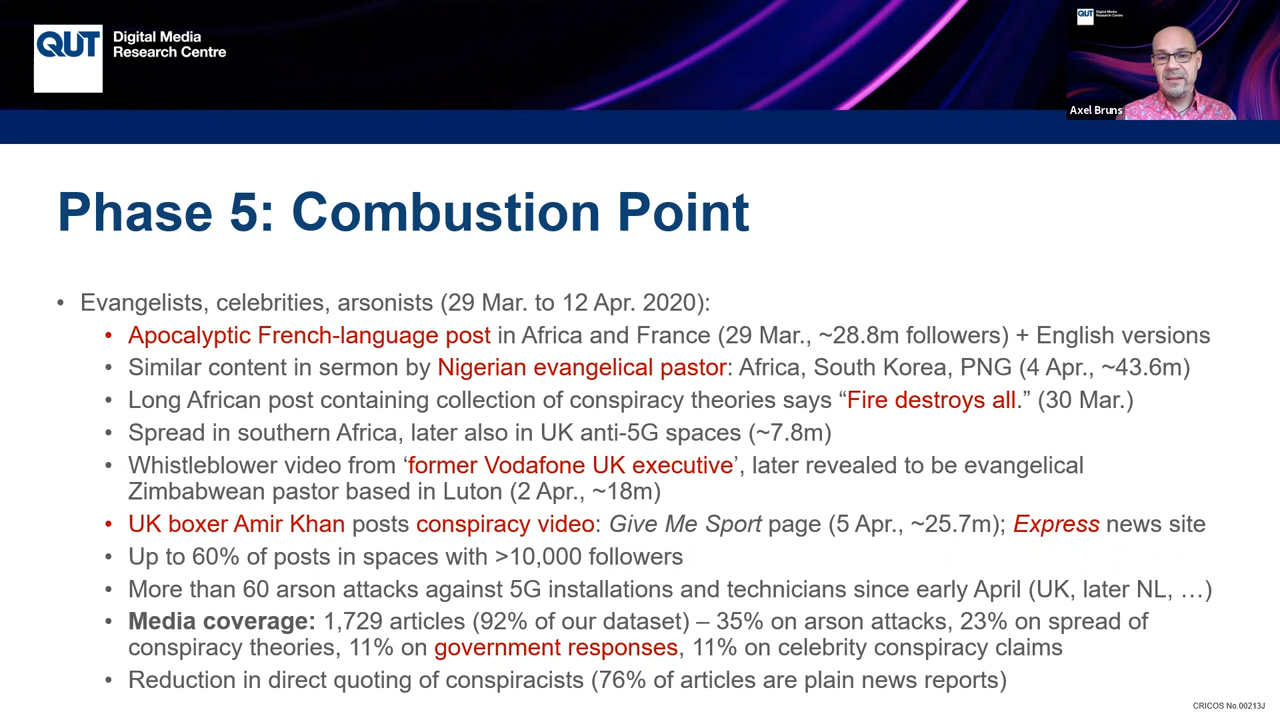 QUT
Digital Media
Research Centre
QUT
Digital Media
Research Centre
Axel Bruns
Phase 5: Combustion Point
• Evangelists, celebrities, arsonists (29 Mar. to 12 Apr. 2020):
• Apocalyptic French-language post in Africa and France (29 Mar., ~28.8m followers) + English versions
• Similar content in sermon by Nigerian evangelical pastor: Africa, South Korea, PNG (4 Apr., ~43.6m)
• Long African post containing collection of conspiracy theories says “Fire destroys all.” (30 Mar.)
• Spread in southern Africa, later also in UK anti-5G spaces (~7.8m)
• Whistleblower video from ‘former Vodafone UK executive’, later revealed to be evangelical
Zimbabwean pastor based in Luton (2 Apr., ~18m)
• UK boxer Amir Khan posts conspiracy video: Give Me Sport page (5 Apr., ~25.7m); Express news site
• Up to 60% of posts in spaces with >10,000 followers
• More than 60 arson attacks against 5G installations and technicians since early April (UK, later NL, …)
• Media coverage: 1,729 articles (92% of our dataset) – 35% on arson attacks, 23% on spread of
conspiracy theories, 11% on government responses, 11% on celebrity conspiracy claims
• Reduction in direct quoting of conspiracists (76% of articles are plain news reports)
CRICOS No.00213J